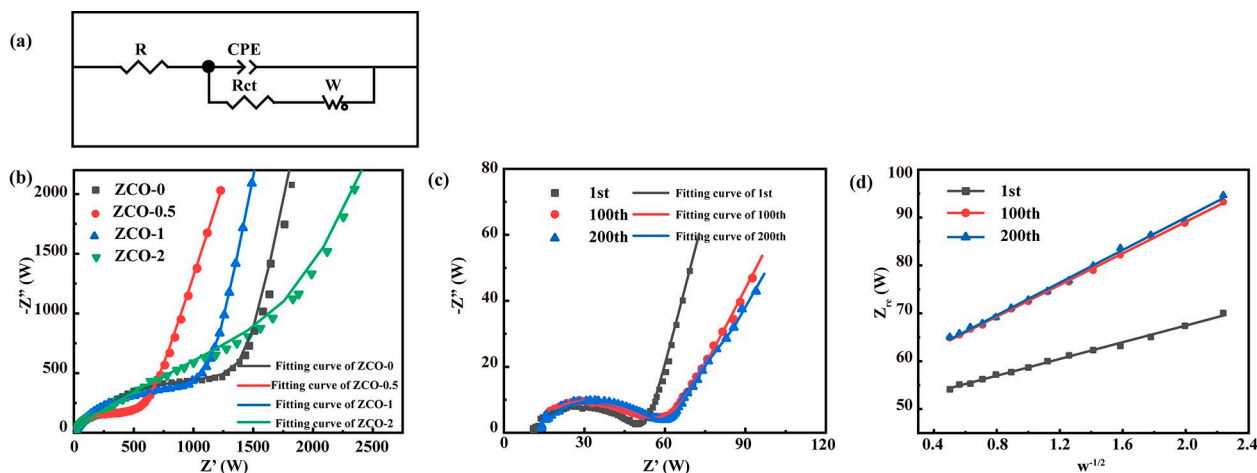 (a)
R
CPE
Rct
W
(b)
2000
1500
1000
500
0
-Z'' (W)
ZCO-0
ZCO-0.5
ZCO-1
ZCO-2
Fitting curve of ZCO-0
Fitting curve of ZCO-0.5
Fitting curve of ZCO-1
Fitting curve of ZCO-2
0 500 1000 1500 2000 2500
Z' (W)
(c)
80
60
40
20
0
-Z'' (W)
1st Fitting curve of 1st
100th Fitting curve of 100th
200th Fitting curve of 200th
0 30 60 90 120
Z' (W)
(d)
100
90
80
70
60
50
Zre (W)
1st
100th
200th
0.4 0.8 1.2 1.6 2.0 2.4
w-1/2